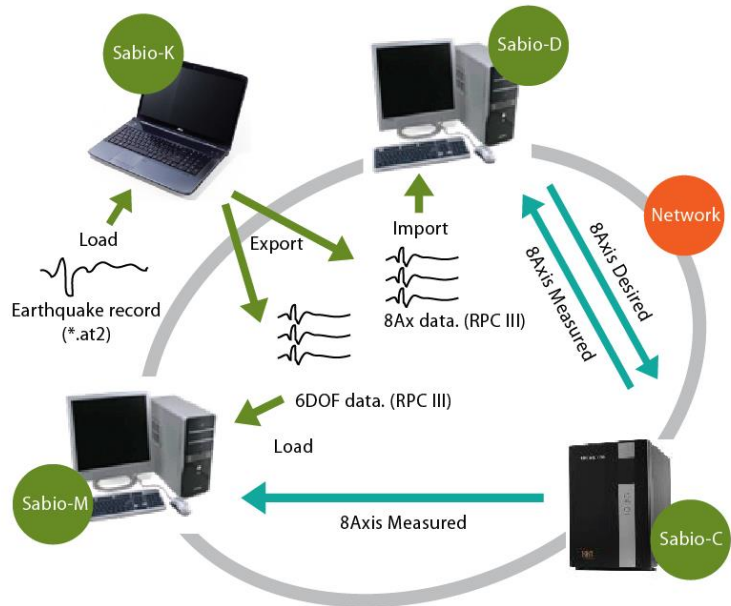 Sabio-K
Sabio-D
Network
Load
Export
Import
Earthquake record
(*.at2)
8Ax data. (RPC III)
8Axis Desired
8Axis Measured
6DOF data. (RPC III)
Load
Sabio-M
8Axis Measured
Sabio-C